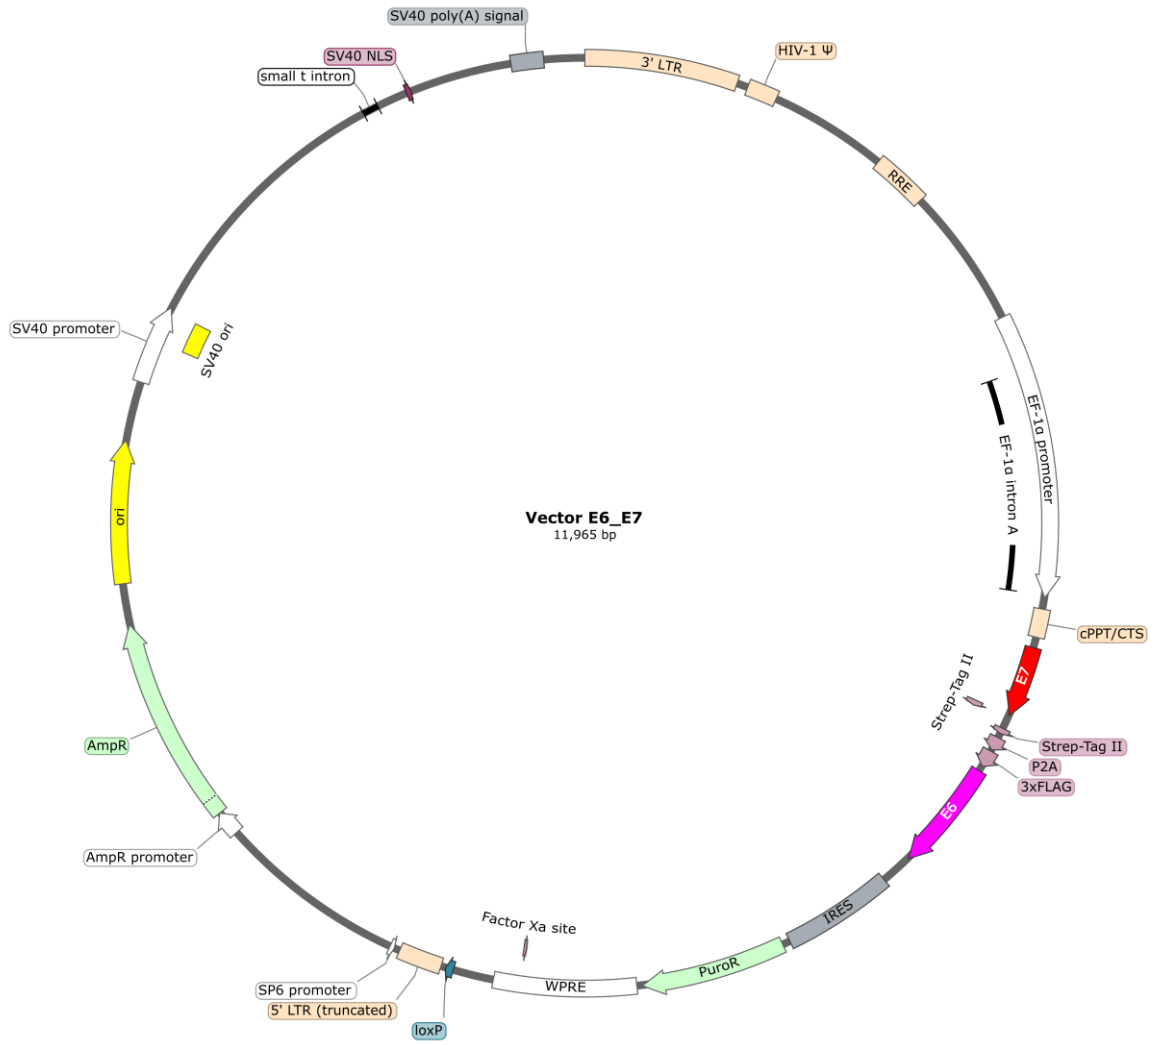 SV40 poly(A) signal
SV40 NLS
small t intron
3' LTR
HIV-1 Ψ
RRE
SV40 promoter
SV40 ori
EF-1α promoter
EF-1α intron A
ori
Vector E6_E7
11,965 bp
cPPT/CTS
E7
Strep-Tag II
Strep-Tag II
P2A
3xFLAG
E6
AmpR
AmpR promoter
IRES
Factor Xa site
PuroR
WPRE
SP6 promoter
5' LTR (truncated)
loxP